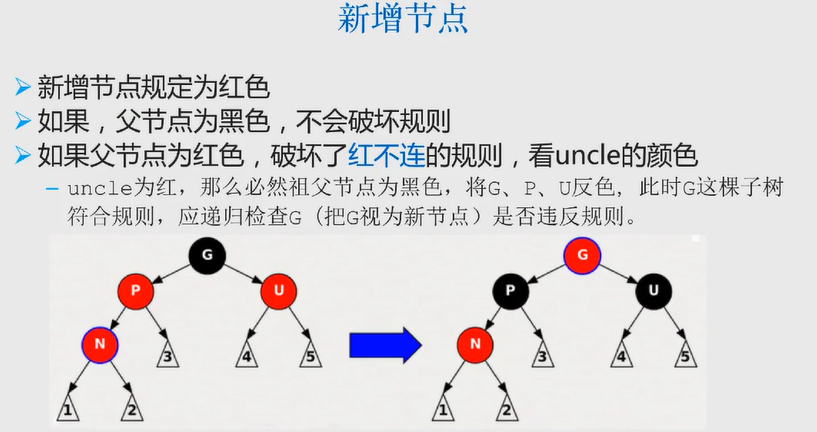 新增节点
新增节点规定为红色
如果，父节点为黑色，不会破坏规则
如果父节点为红色，破坏了红不连的规则，看uncle的颜色
– uncle为红，那么必然祖父节点为黑色，将G、P、U反色，此时G这棵子树
符合规则，应递归检查G（把G视为新节点）是否违反规则。
G G
P U P U
N 3 4 5 N 3 4 5
1 2 1 2